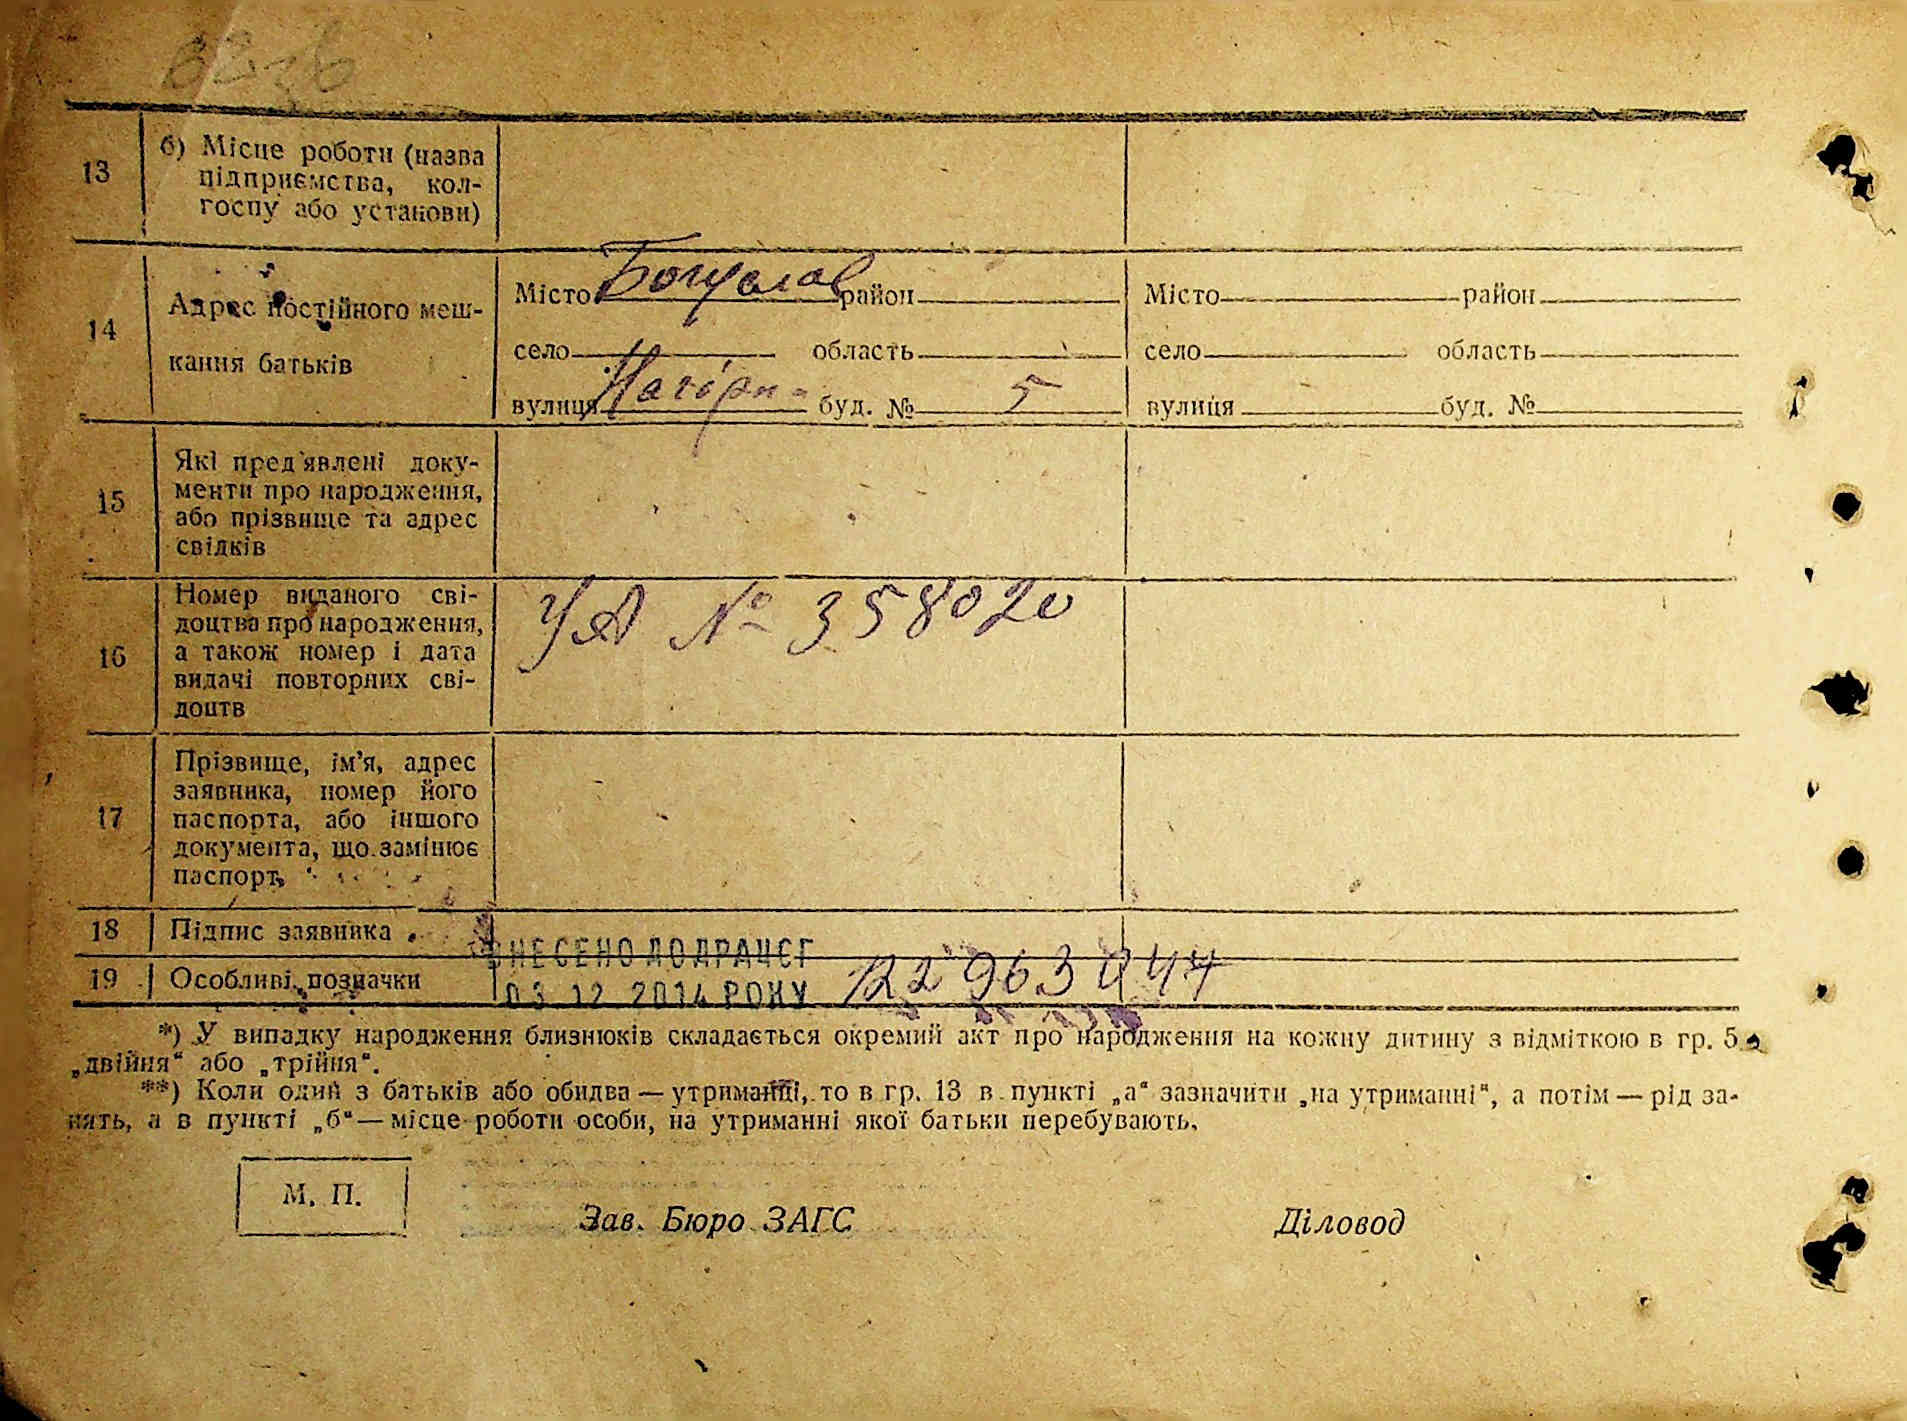 13
б) Місце роботи (назва
підприємства, кол-
госпу або установи)
14
Адрес постійного меш-
кання батьків
Місто Богуслав район
село область
вулиця Нагірн- буд. № 5
Місто район
село область
вулиця буд. №
15
Які пред'явлені доку-
менти про народження,
або прізвище та адрес
свідків
16
Номер виданого сві-
доцтва про народження,
а також номер і дата
видачі повторних сві-
доцтв
УЯ № 358020
17
Прізвище, ім'я, адрес
заявника, номер його
паспорта, або іншого
документа, що замінює
паспорт,
18
Підпис заявника
19
Особливі позначки
ВНЕСЕНО ДО ДРАЦСГ
03 12 2014 РОКУ
122963044
*) У випадку народження близнюків складається окремий акт про народження на кожну дитину з відміткою в гр. 5
„двійня“ або „трійня“.
**) Коли один з батьків або обидва — утриманці, то в гр. 13 в пункті „а“ зазначити „на утриманні“, а потім — рід за-
нять, а в пункті „б“ — місце роботи особи, на утриманні якої батьки перебувають.
М. П.
Зав. Бюро ЗАГС
Діловод